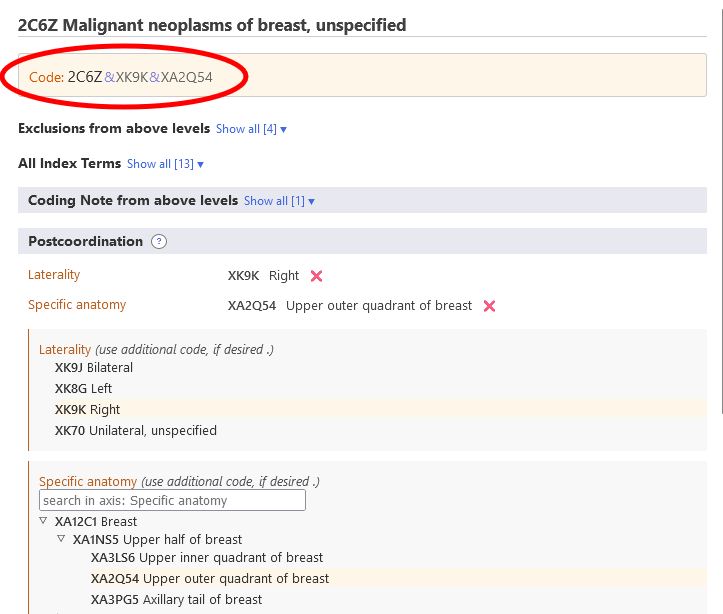 2C6Z Malignant neoplasms of breast, unspecified
Code: 2C6Z&XK9K&XA2Q54
Exclusions from above levels Show all [4] ▼
All Index Terms Show all [13] ▼
Coding Note from above levels Show all [1] ▼
Postcoordination ?
Laterality XK9K Right
Specific anatomy XA2Q54 Upper outer quadrant of breast
Laterality (use additional code, if desired .)
XK9J Bilateral
XK8G Left
XK9K Right
XK70 Unilateral, unspecified
Specific anatomy (use additional code, if desired .)
search in axis: Specific anatomy
XA12C1 Breast
XA1NS5 Upper half of breast
XA3LS6 Upper inner quadrant of breast
XA2Q54 Upper outer quadrant of breast
XA3PG5 Axillary tail of breast